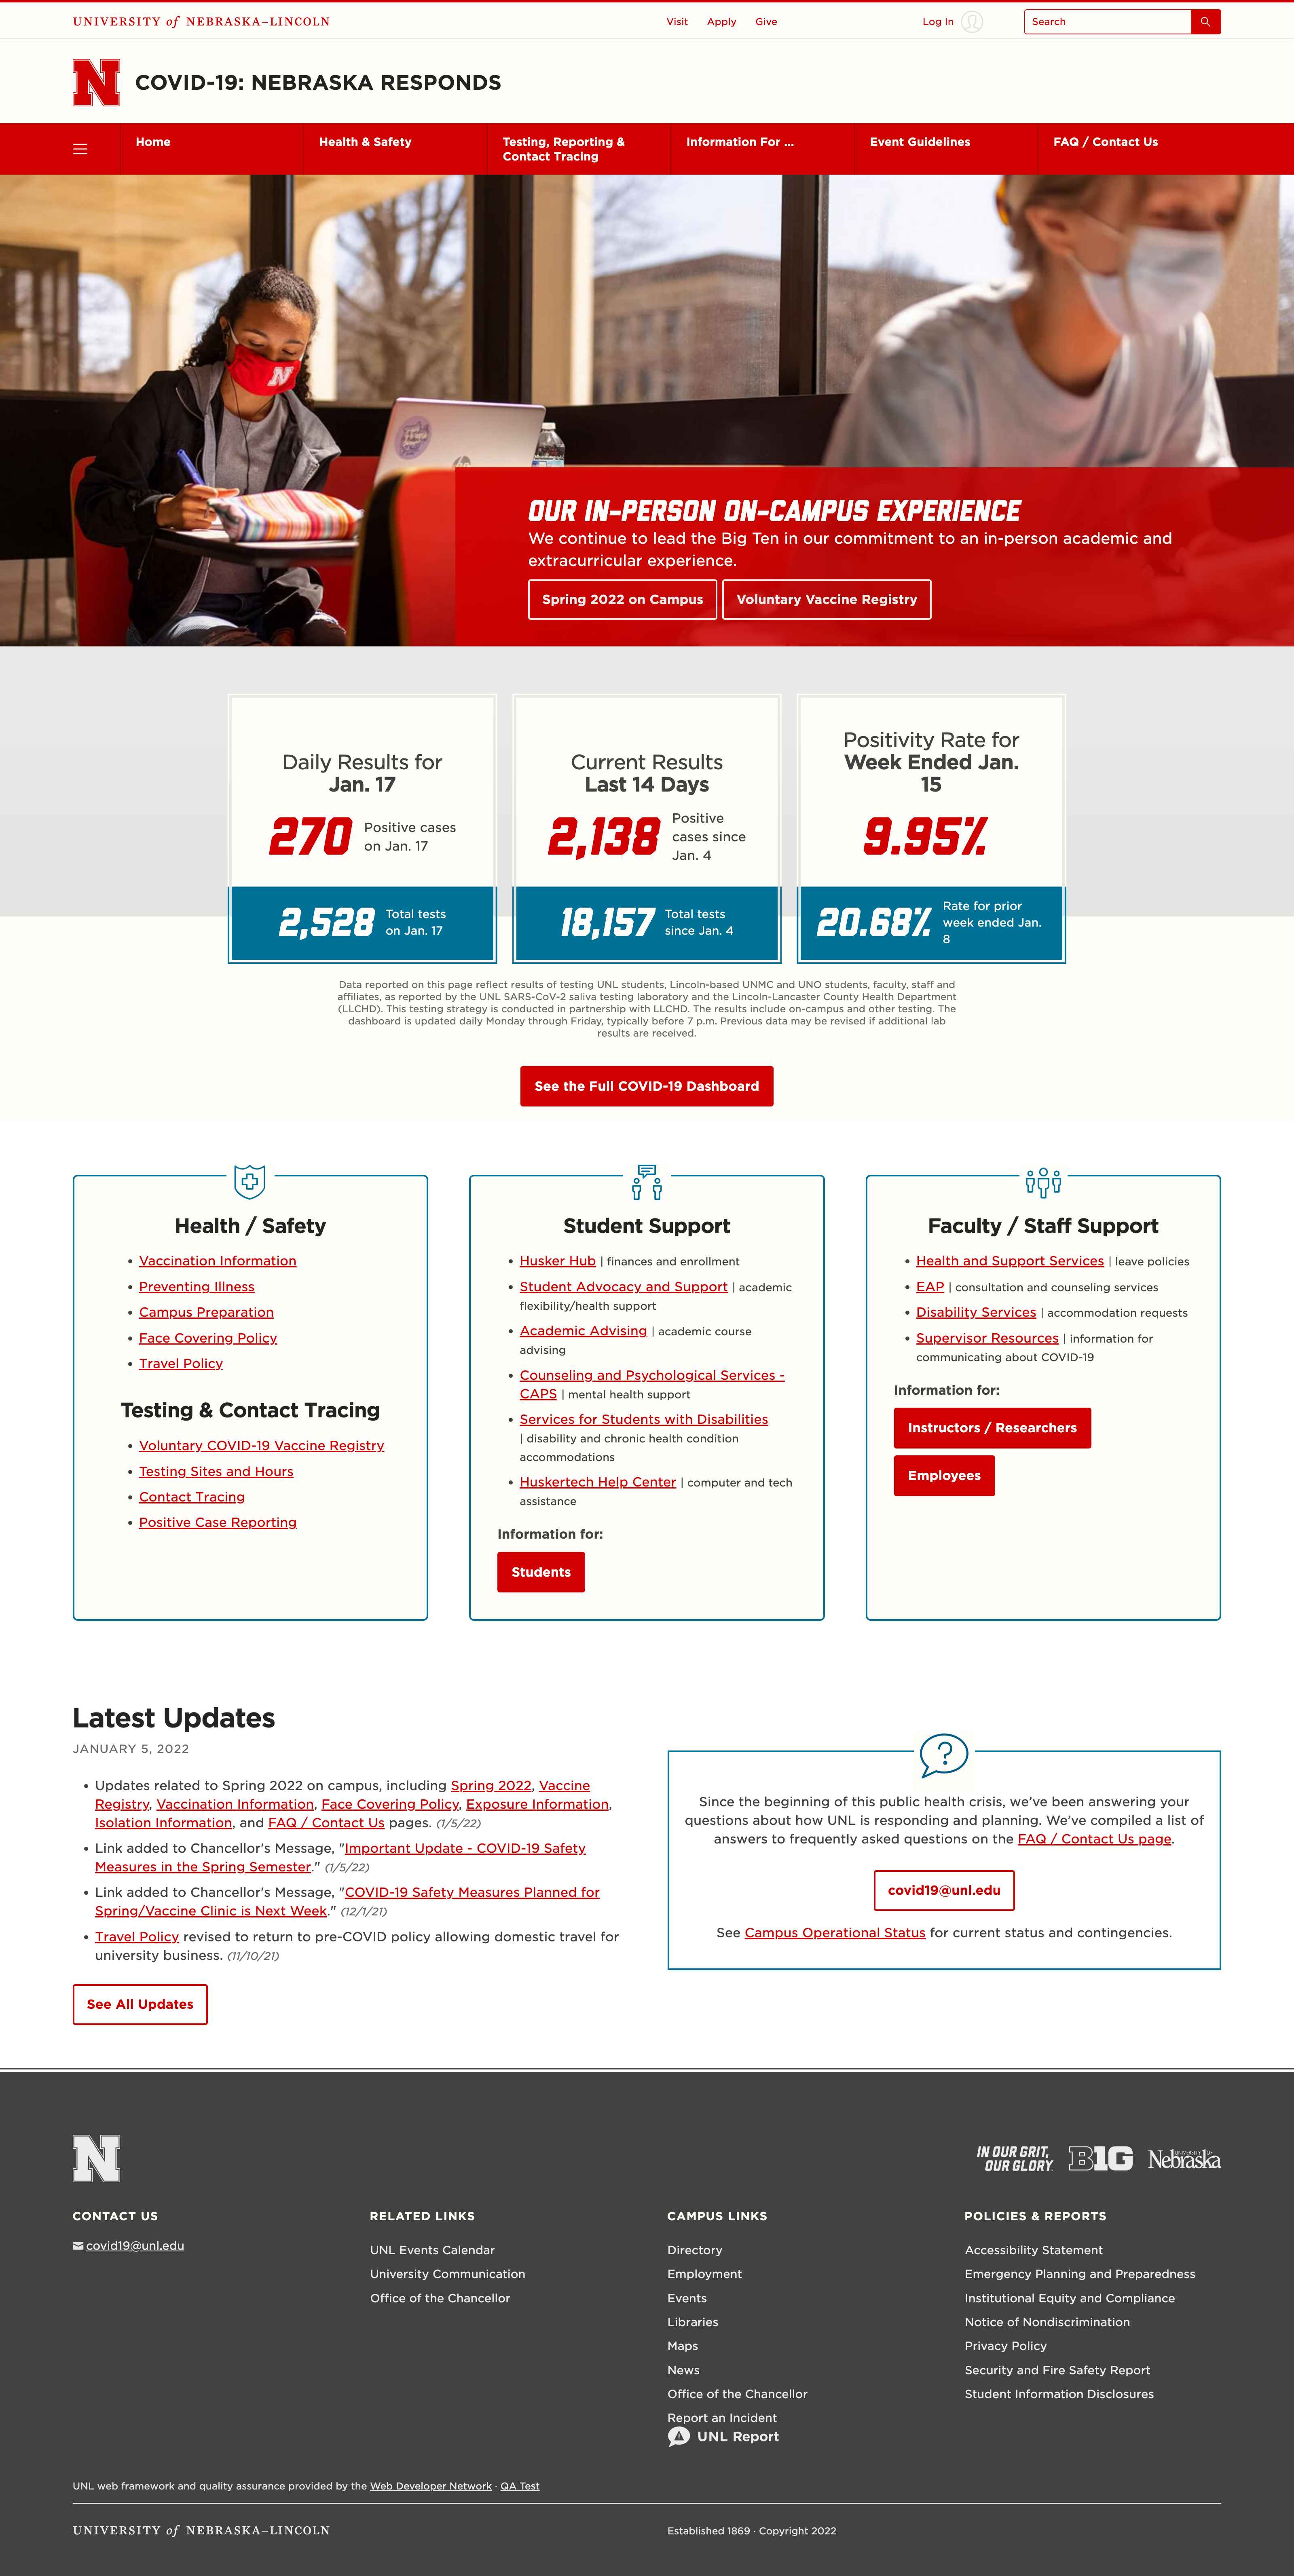 UNIVERSITY of NEBRASKA–LINCOLN
Visit
Apply
Give
Log In
Search
N
COVID-19: NEBRASKA RESPONDS
Home
Health & Safety
Testing, Reporting &
Contact Tracing
Information For ...
Event Guidelines
FAQ / Contact Us
N
OUR IN-PERSON ON-CAMPUS EXPERIENCE
We continue to lead the Big Ten in our commitment to an in-person academic and
extracurricular experience.
Spring 2022 on Campus
Voluntary Vaccine Registry
Daily Results for
Jan. 17
270
Positive cases
on Jan. 17
2,528
Total tests
on Jan. 17
Current Results
Last 14 Days
2,138
Positive
cases since
Jan. 4
18,157
Total tests
since Jan. 4
Positivity Rate for
Week Ended Jan.
15
9.95%
20.68%
Rate for prior
week ended Jan.
8
Data reported on this page reflect results of testing UNL students, Lincoln-based UNMC and UNO students, faculty, staff and
affiliates, as reported by the UNL SARS-CoV-2 saliva testing laboratory and the Lincoln-Lancaster County Health Department
(LLCHD). This testing strategy is conducted in partnership with LLCHD. The results include on-campus and other testing. The
dashboard is updated daily Monday through Friday, typically before 7 p.m. Previous data may be revised if additional lab
results are received.
See the Full COVID-19 Dashboard
Health / Safety
• Vaccination Information
• Preventing Illness
• Campus Preparation
• Face Covering Policy
• Travel Policy
Testing & Contact Tracing
• Voluntary COVID-19 Vaccine Registry
• Testing Sites and Hours
• Contact Tracing
• Positive Case Reporting
Student Support
• Husker Hub | finances and enrollment
• Student Advocacy and Support | academic
flexibility/health support
• Academic Advising | academic course
advising
• Counseling and Psychological Services -
CAPS | mental health support
• Services for Students with Disabilities
| disability and chronic health condition
accommodations
• Huskertech Help Center | computer and tech
assistance
Information for:
Students
Faculty / Staff Support
• Health and Support Services | leave policies
• EAP | consultation and counseling services
• Disability Services | accommodation requests
• Supervisor Resources | information for
communicating about COVID-19
Information for:
Instructors / Researchers
Employees
Latest Updates
JANUARY 5, 2022
• Updates related to Spring 2022 on campus, including Spring 2022, Vaccine
Registry, Vaccination Information, Face Covering Policy, Exposure Information,
Isolation Information, and FAQ / Contact Us pages. (1/5/22)
• Link added to Chancellor's Message, "Important Update - COVID-19 Safety
Measures in the Spring Semester." (1/5/22)
• Link added to Chancellor's Message, "COVID-19 Safety Measures Planned for
Spring/Vaccine Clinic is Next Week." (12/1/21)
• Travel Policy revised to return to pre-COVID policy allowing domestic travel for
university business. (11/10/21)
See All Updates
?
Since the beginning of this public health crisis, we've been answering your
questions about how UNL is responding and planning. We've compiled a list of
answers to frequently asked questions on the FAQ / Contact Us page.
covid19@unl.edu
See Campus Operational Status for current status and contingencies.
N
IN OUR GRIT,
OUR GLORY.
B1G
UNIVERSITY OF
Nebraska
CONTACT US
covid19@unl.edu
RELATED LINKS
UNL Events Calendar
University Communication
Office of the Chancellor
CAMPUS LINKS
Directory
Employment
Events
Libraries
Maps
News
Office of the Chancellor
Report an Incident
UNL Report
POLICIES & REPORTS
Accessibility Statement
Emergency Planning and Preparedness
Institutional Equity and Compliance
Notice of Nondiscrimination
Privacy Policy
Security and Fire Safety Report
Student Information Disclosures
UNL web framework and quality assurance provided by the Web Developer Network · QA Test
UNIVERSITY of NEBRASKA–LINCOLN
Established 1869 · Copyright 2022